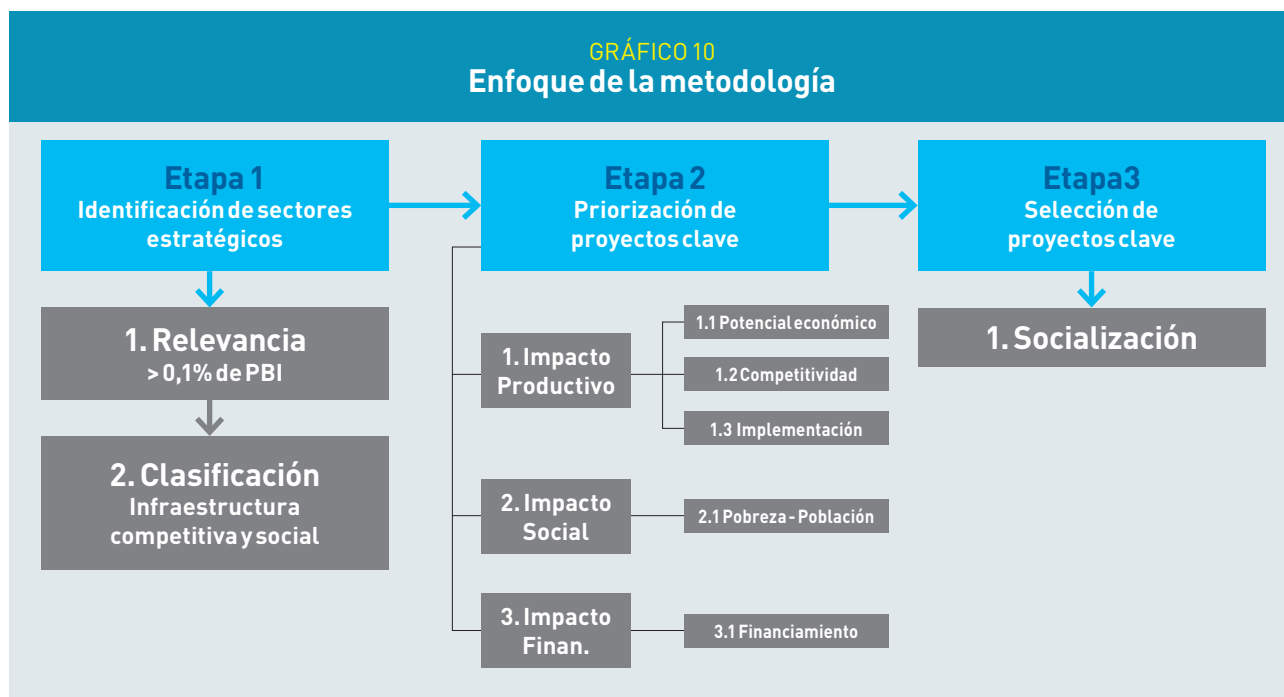 GRÁFICO 10
Enfoque de la metodología
Etapa 1
Identificación de sectores
estratégicos
1. Relevancia
> 0,1% de PBI
2. Clasificación
Infraestructura
competitiva y social
Etapa 2
Priorización de
proyectos clave
1. Impacto
Productivo
1.1 Potencial económico
1.2 Competitividad
1.3 Implementación
2. Impacto
Social
2.1 Pobreza - Población
3. Impacto
Finan.
3.1 Financiamiento
Etapa3
Selección de
proyectos clave
1. Socialización